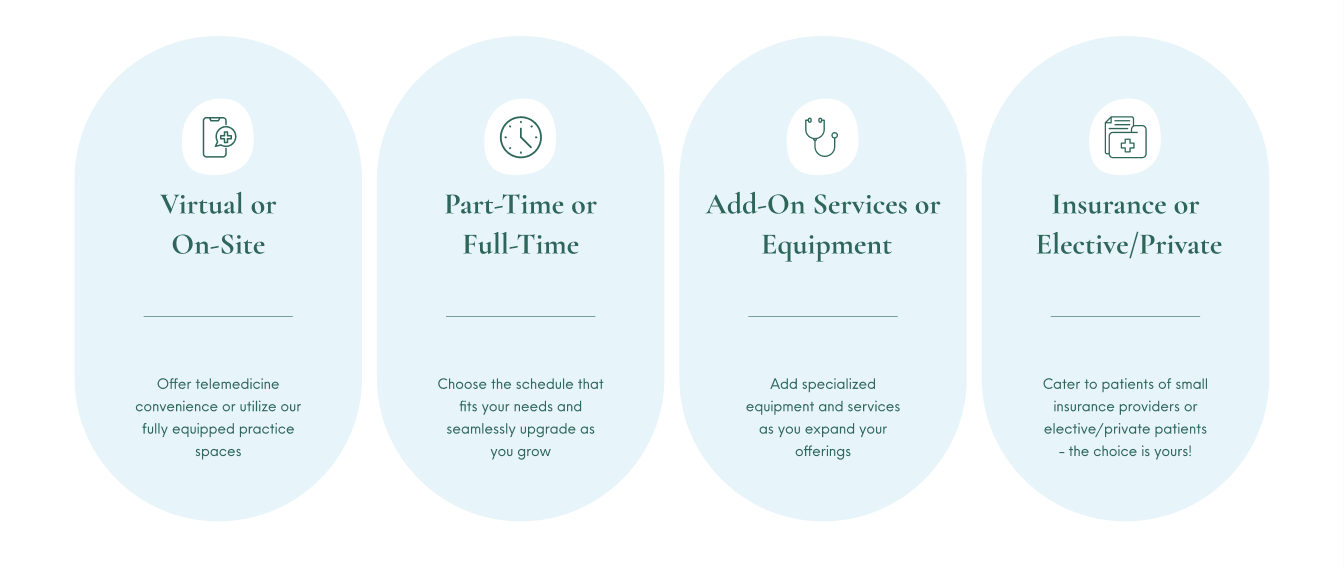 Virtual or
On-Site
Offer telemedicine
convenience or utilize our
fully equipped practice
spaces
Part-Time or
Full-Time
Choose the schedule that
fits your needs and
seamlessly upgrade as
you grow
Add-On Services or
Equipment
Add specialized
equipment and services
as you expand your
offerings
Insurance or
Elective/Private
Cater to patients of small
insurance providers or
elective/private patients
- the choice is yours!